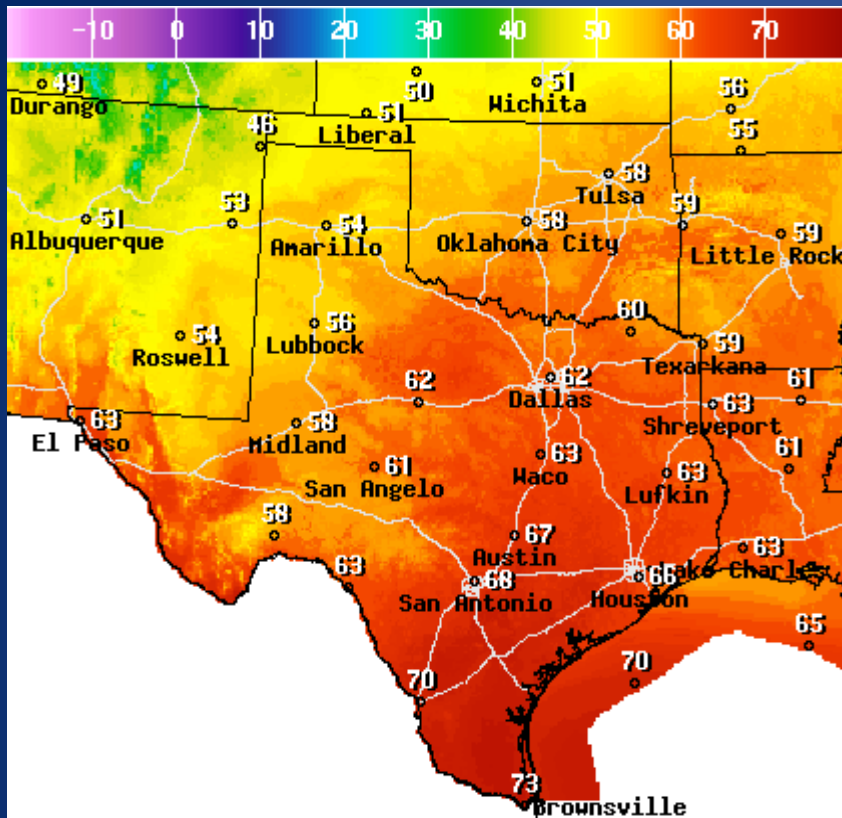 -10 0 10 20 30 40 50 60 70
49
Durango
50
51
Wichita
51
Liberal
56
46
55
58
Tulsa
51
Albuquerque
53
54
Amarillo
58
Oklahoma City
59
59
Little Rock
54
Roswell
56
Lubbock
60
59
Texarkana
62
62
Dallas
63
Shreveport
61
63
El Paso
58
Midland
61
San Angelo
63
Waco
63
Lufkin
61
58
67
Austin
63
63
68
San Antonio
66
Houston
Lake Charles
65
70
70
73
Brownsville